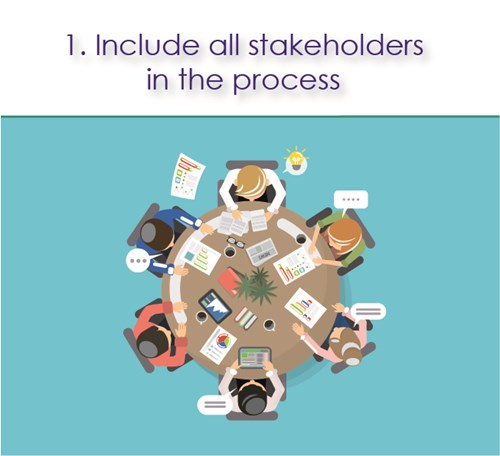 1. Include all stakeholders
in the process